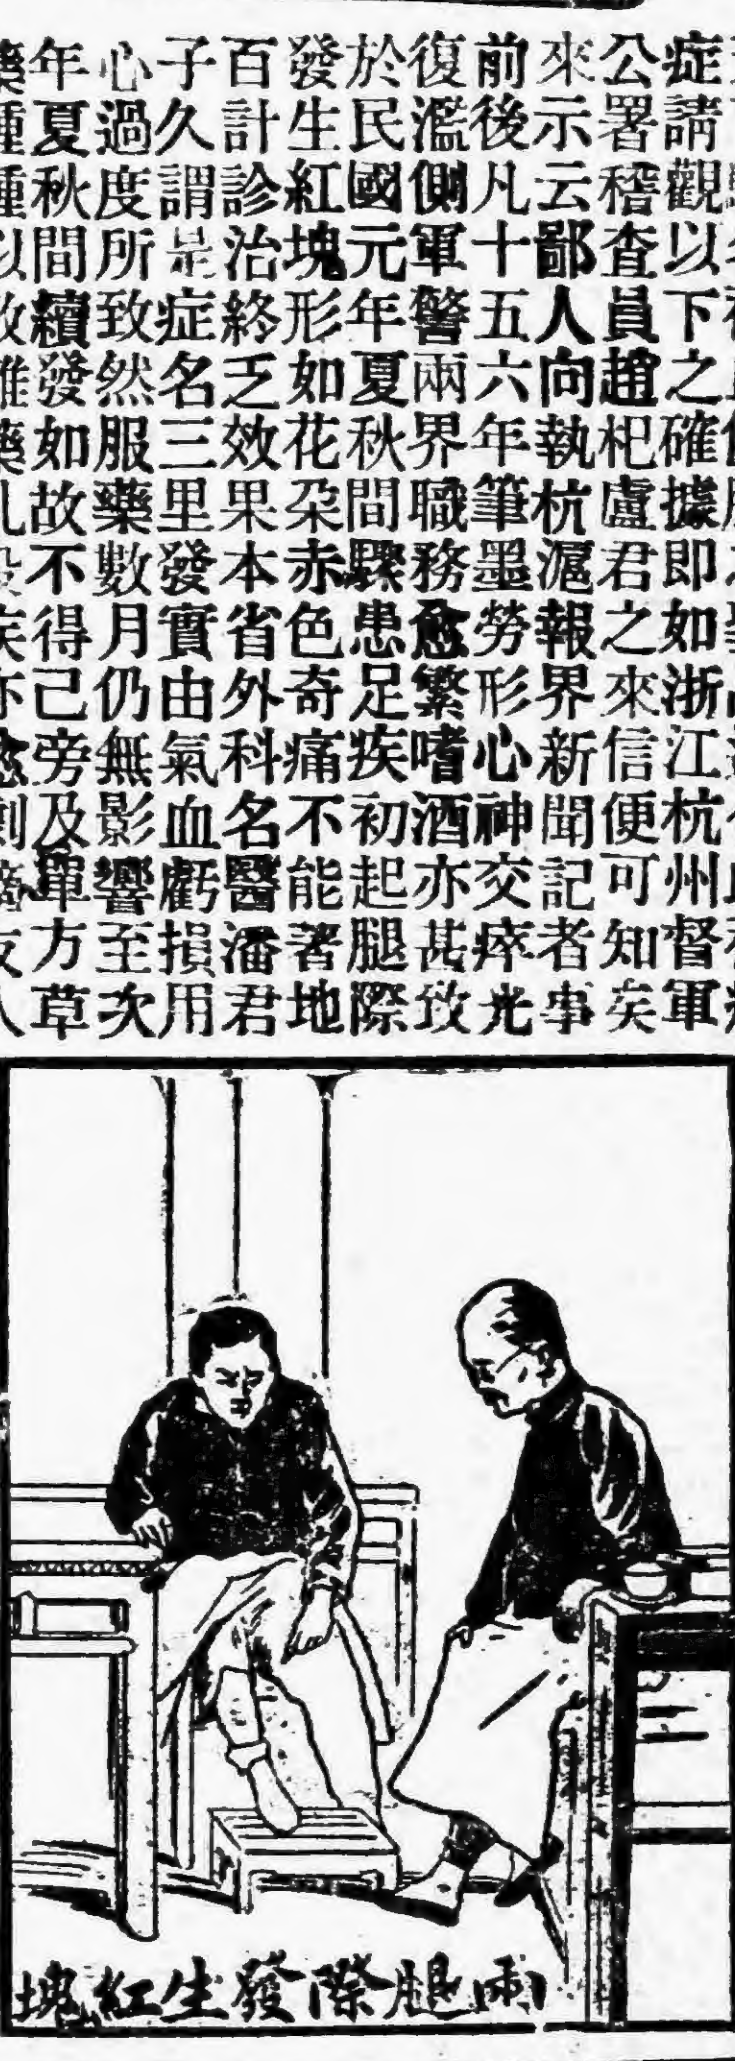 症請觀以下之確據即如浙江杭州督軍
公署稽查員趙杞盧君之來信便可知矣
來示云鄙人向執杭滬報界新聞記者事
前後凡十五六年筆墨勞形心神交瘁光
復濫側軍警兩界職務愈繁嗜酒亦甚致
於民國元年夏秋間驟患足疾初起腿際
發生紅塊形如花朶赤色奇痛不能著地
百計診治終乏效果本省外科名醫潘君
子久謂是症名三里發實由氣血虧損用
心過度所致然服藥數月仍無影響至次
年夏秋間續發如故不得己旁及單方草
兩腿際發生紅塊